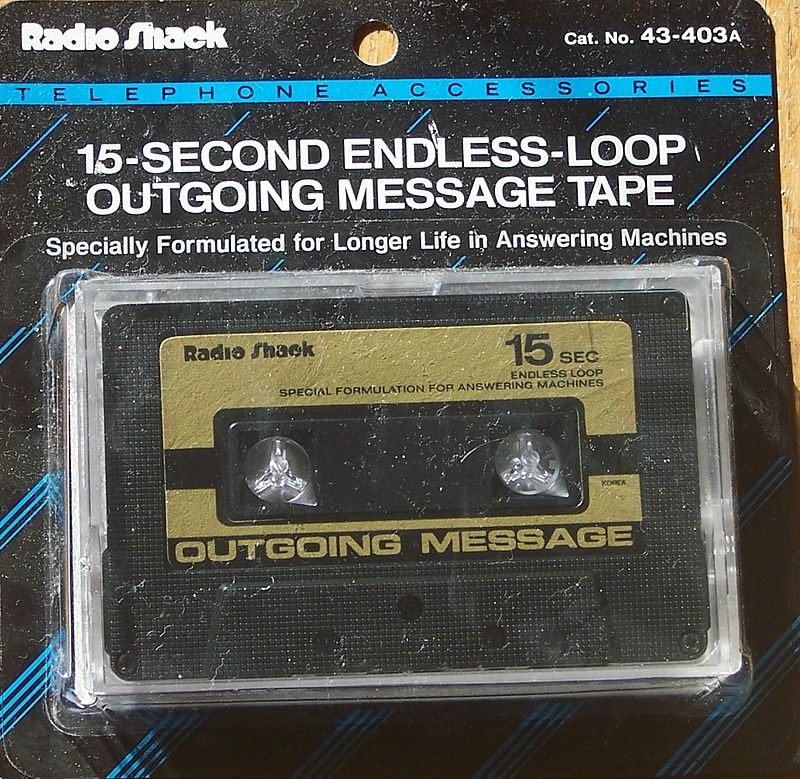 Radio Shack
Cat. No. 43-403A
TELEPHONE ACCESSORIES
15-SECOND ENDLESS-LOOP
OUTGOING MESSAGE TAPE
Specially Formulated for Longer Life in Answering Machines
Radio Shack
15 SEC
ENDLESS LOOP
SPECIAL FORMULATION FOR ANSWERING MACHINES
KOREA
OUTGOING MESSAGE